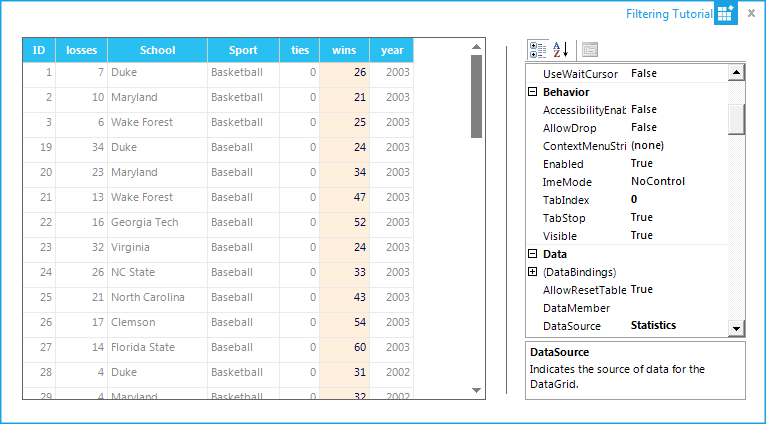 Filtering Tutorial
ID losses School Sport ties wins year
1 7 Duke Basketball 0 26 2003
2 10 Maryland Basketball 0 21 2003
3 6 Wake Forest Basketball 0 25 2003
19 34 Duke Baseball 0 24 2003
20 23 Maryland Baseball 0 34 2003
21 13 Wake Forest Baseball 0 47 2003
22 16 Georgia Tech Baseball 0 52 2003
23 32 Virginia Baseball 0 24 2003
24 26 NC State Baseball 0 33 2003
25 21 North Carolina Baseball 0 43 2003
26 17 Clemson Baseball 0 54 2003
27 14 Florida State Baseball 0 60 2003
28 4 Duke Basketball 0 31 2002
29 4 Maryland Basketball 0 32 2002
A
Z
UseWaitCursor False
Behavior
AccessibilityEnab False
AllowDrop False
ContextMenuStri (none)
Enabled True
ImeMode NoControl
TabIndex 0
TabStop True
Visible True
Data
(DataBindings)
AllowResetTable True
DataMember
DataSource Statistics
DataSource
Indicates the source of data for the
DataGrid.